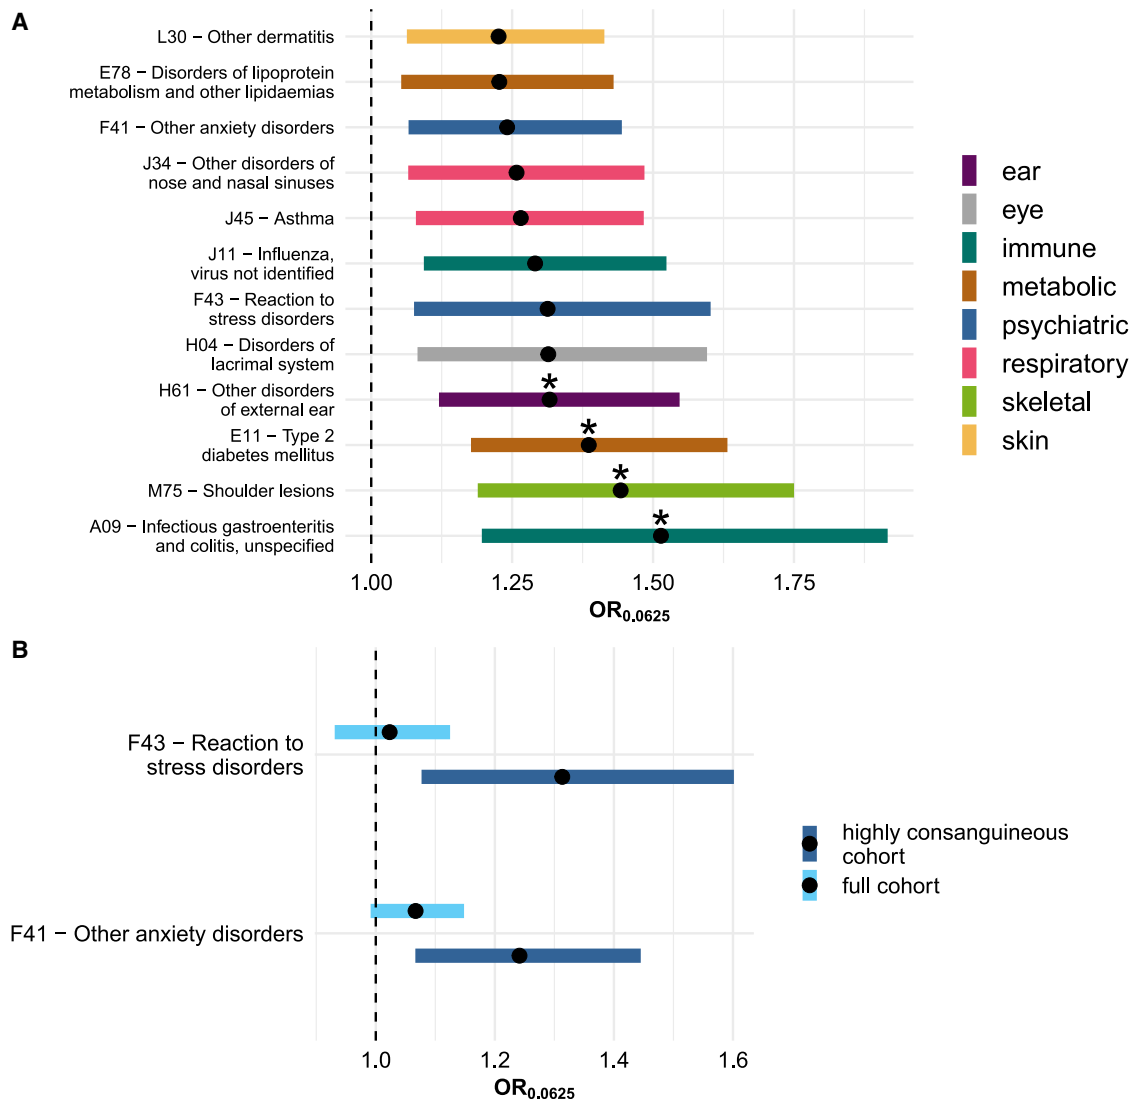 A
L30 − Other dermatitis
E78 − Disorders of lipoprotein
metabolism and other lipidaemias
F41 − Other anxiety disorders
J34 − Other disorders of
nose and nasal sinuses
J45 − Asthma
J11 − Influenza,
virus not identified
F43 − Reaction to
stress disorders
H04 − Disorders of
lacrimal system
H61 − Other disorders
of external ear
*
E11 − Type 2
diabetes mellitus
*
M75 − Shoulder lesions
*
A09 − Infectious gastroenteritis
and colitis, unspecified
*
1.00 1.25 1.50 1.75
OR0.0625
ear
eye
immune
metabolic
psychiatric
respiratory
skeletal
skin
B
F43 − Reaction to
stress disorders
F41 − Other anxiety disorders
1.0 1.2 1.4 1.6
OR0.0625
highly consanguineous
cohort
full cohort